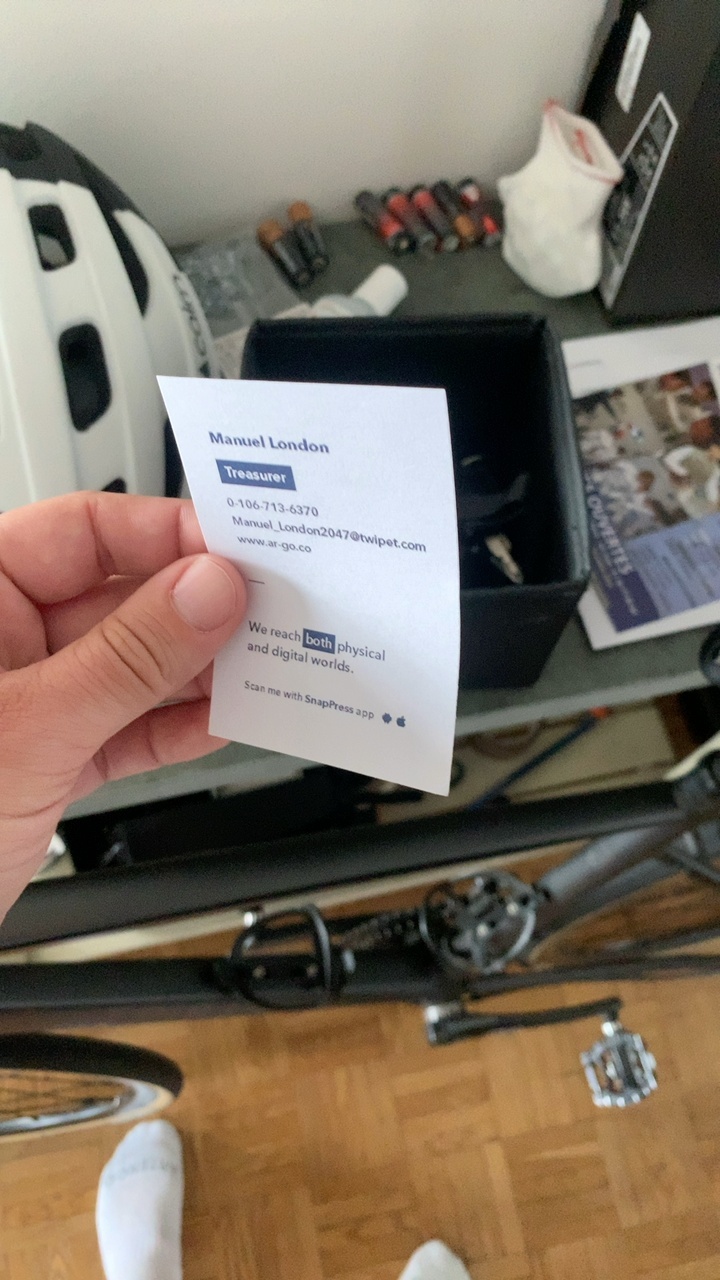 Manuel London
Treasurer
0-106-713-6370
Manuel_London2047@twipet.com
www.ar-go.co
We reach both physical
and digital worlds.
Scan me with SnapPress app
OUVERTES